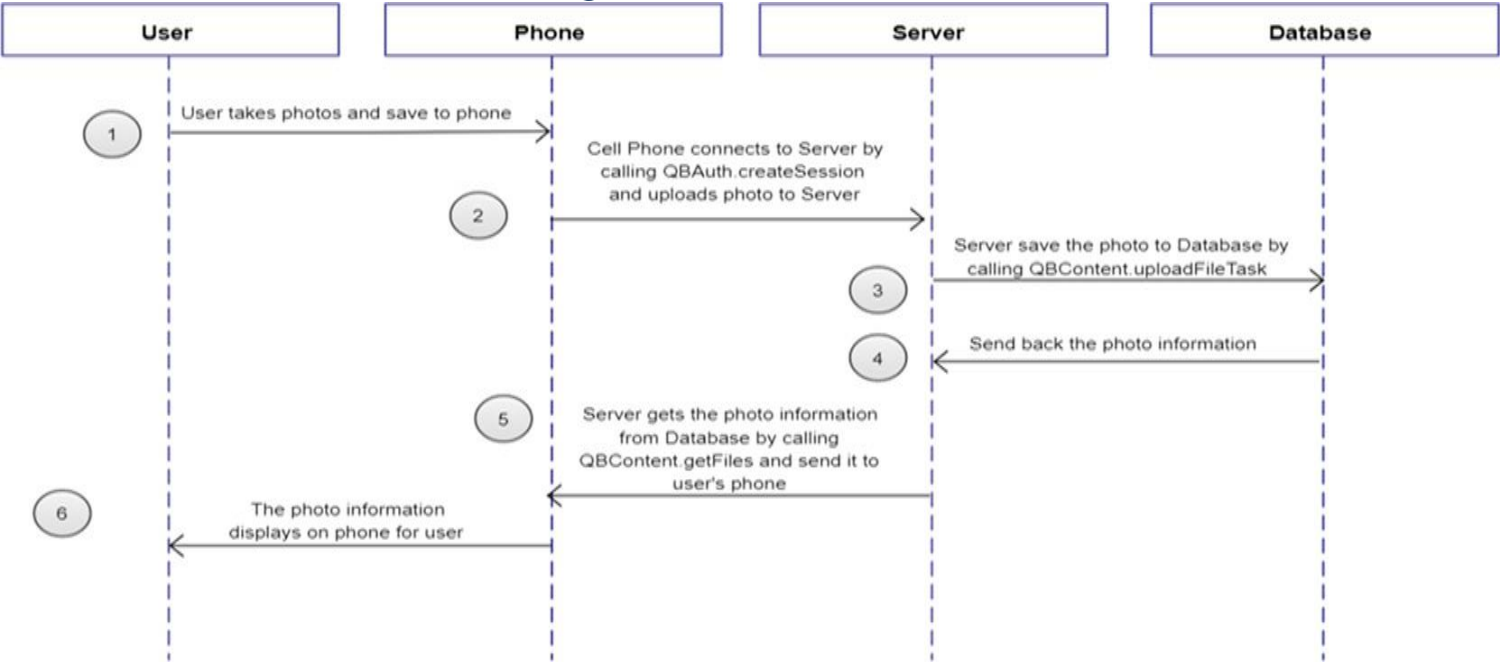 User
Phone
Server
Database
1
User takes photos and save to phone
2
Cell Phone connects to Server by
calling QBAuth.createSession
and uploads photo to Server
3
Server save the photo to Database by
calling QBContent.uploadFileTask
4
Send back the photo information
5
Server gets the photo information
from Database by calling
QBContent.getFiles and send it to
user's phone
6
The photo information
displays on phone for user